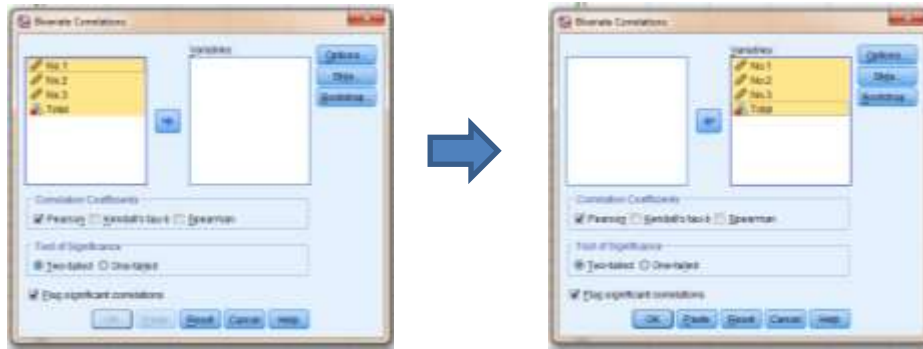 Bivariate Correlations
Variables:
No.1
No.2
No.3
Total
Options...
Style...
Bootstrap...
Correlation Coefficients
Pearson Kendall's tau-b Spearman
Test of Significance
Two-tailed One-tailed
Flag significant correlations
OK Paste Reset Cancel Help
Bivariate Correlations
Variables:
No.1
No.2
No.3
Total
Options...
Style...
Bootstrap...
Correlation Coefficients
Pearson Kendall's tau-b Spearman
Test of Significance
Two-tailed One-tailed
Flag significant correlations
OK Paste Reset Cancel Help